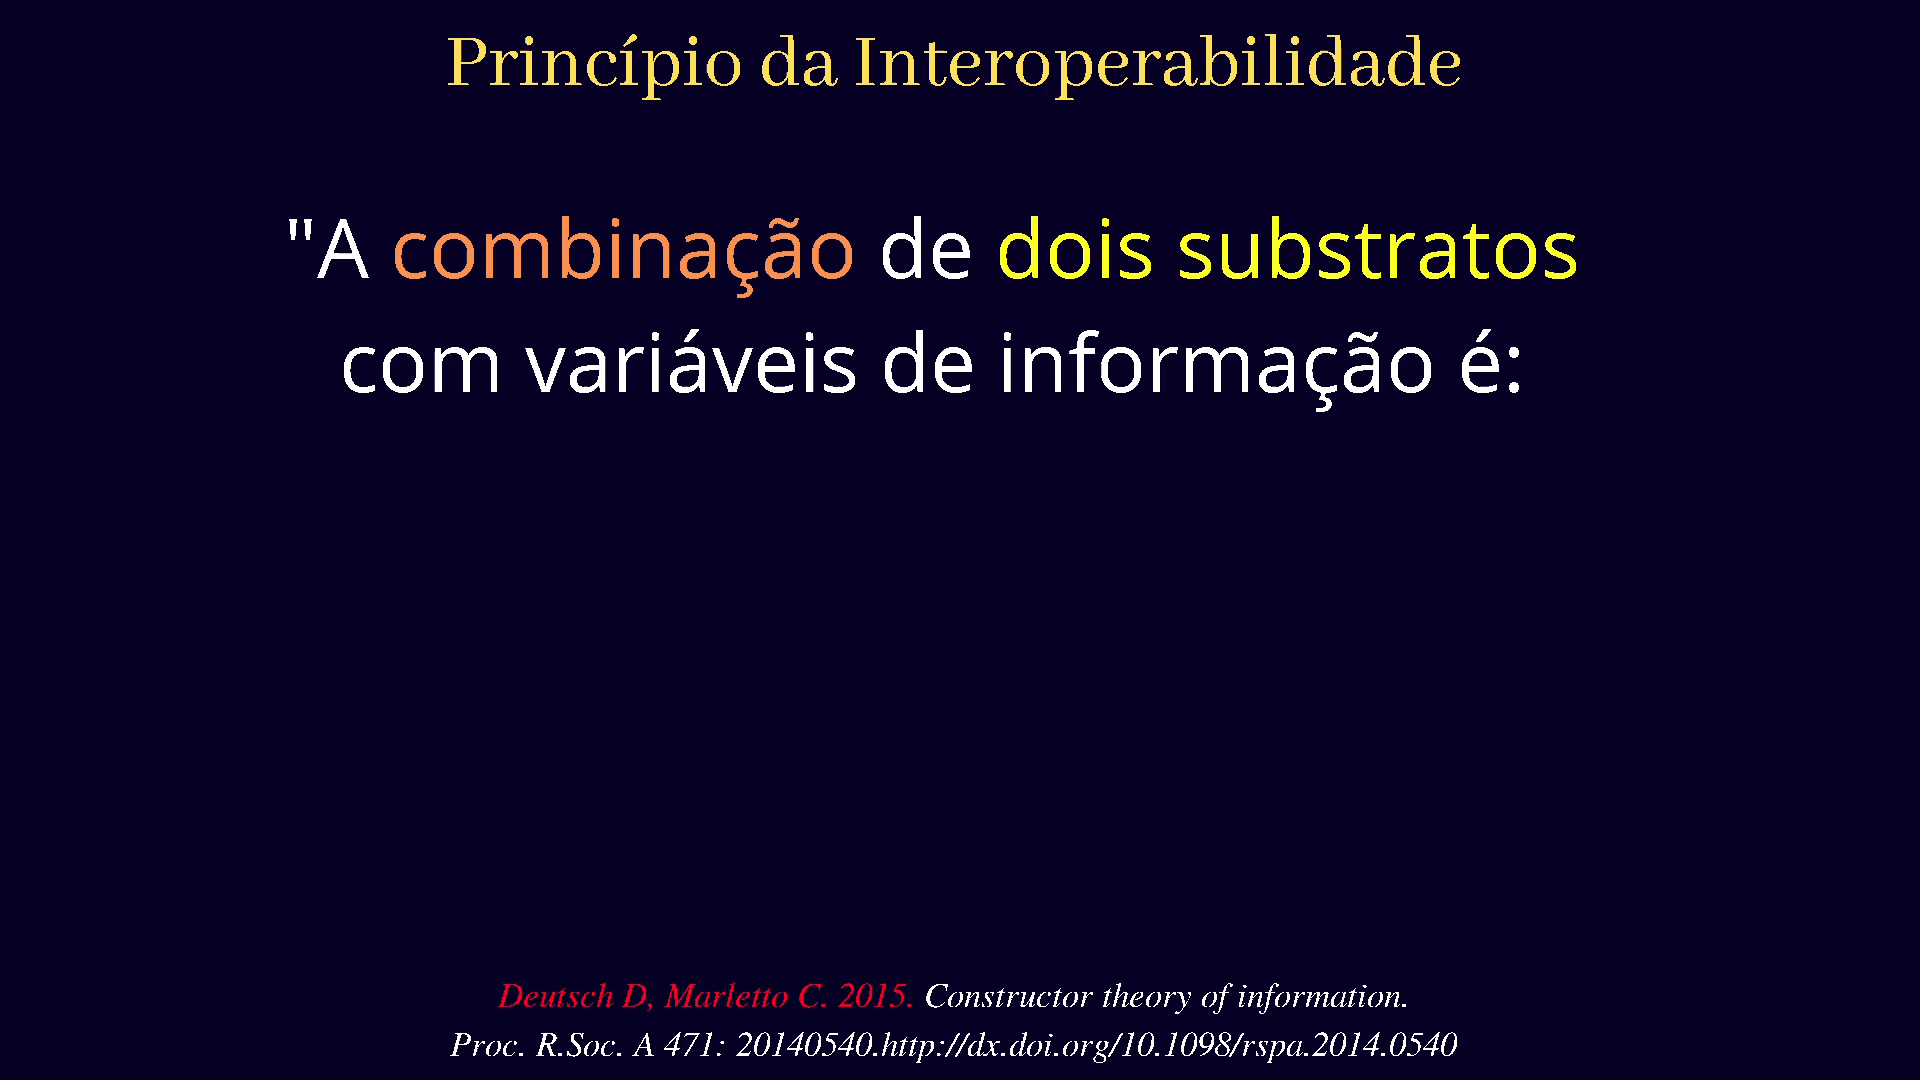 Princípio da Interoperabilidade
"A combinação de dois substratos
com variáveis de informação é:
Deutsch D, Marletto C. 2015. Constructor theory of information.
Proc. R.Soc. A 471: 20140540.http://dx.doi.org/10.1098/rspa.2014.0540